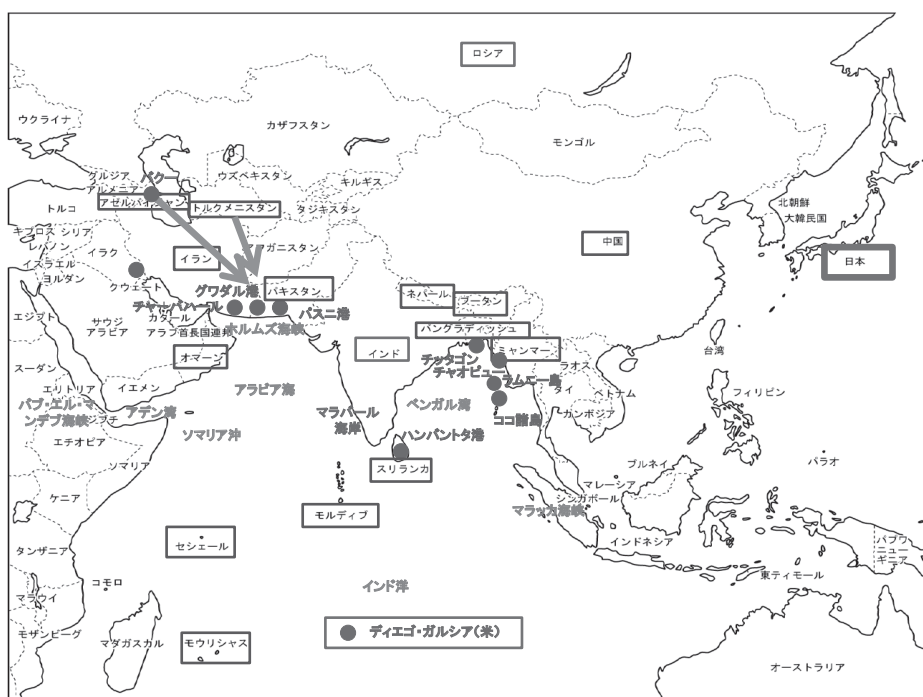 ロシア
ウクライナ
カザフスタン
モンゴル
グルジア
バクー
アルメニア
ウズベキスタン
キルギス
アゼルバイジャン
トルクメニスタン
タジキスタン
トルコ
北朝鮮
大韓民国
キプロス シリア
レバノン
イラク
イスラエル
ヨルダン
イラン
中国
日本
クウェート
グワダル港
パキスタン
ネパール
ブータン
チャーバハール
パスニ港
カタール
サウジ
アラビア
アラブ首長国連邦
ホルムズ海峡
エジプト
バングラディッシュ
オマーン
インド
ミャンマー
台湾
チッタゴン
チャオピュー
ラムエー島
ラオス
スーダン
エリトリア
イエメン
アラビア海
ベトナム
タイ
フィリピン
バブ・エル・マ
ンデブ海峡
アデン湾
マラバール
海岸
ベンガル湾
ココ諸島
カンボジア
エチオピア
ソマリア沖
ハンバントタ港
ソマリア
スリランカ
ブルネイ
パラオ
マレーシア
シンガポール
マラッカ海峡
ケニア
モルディブ
インドネシア
パプワ
ニュー
ギニア
タンザニア
セシェール
コモロ
東ティモール
マラウイ
インド洋
モザンビーグ
マダガスカル
モウリシャス
ディエゴ・ガルシア(米)
オーストラリア